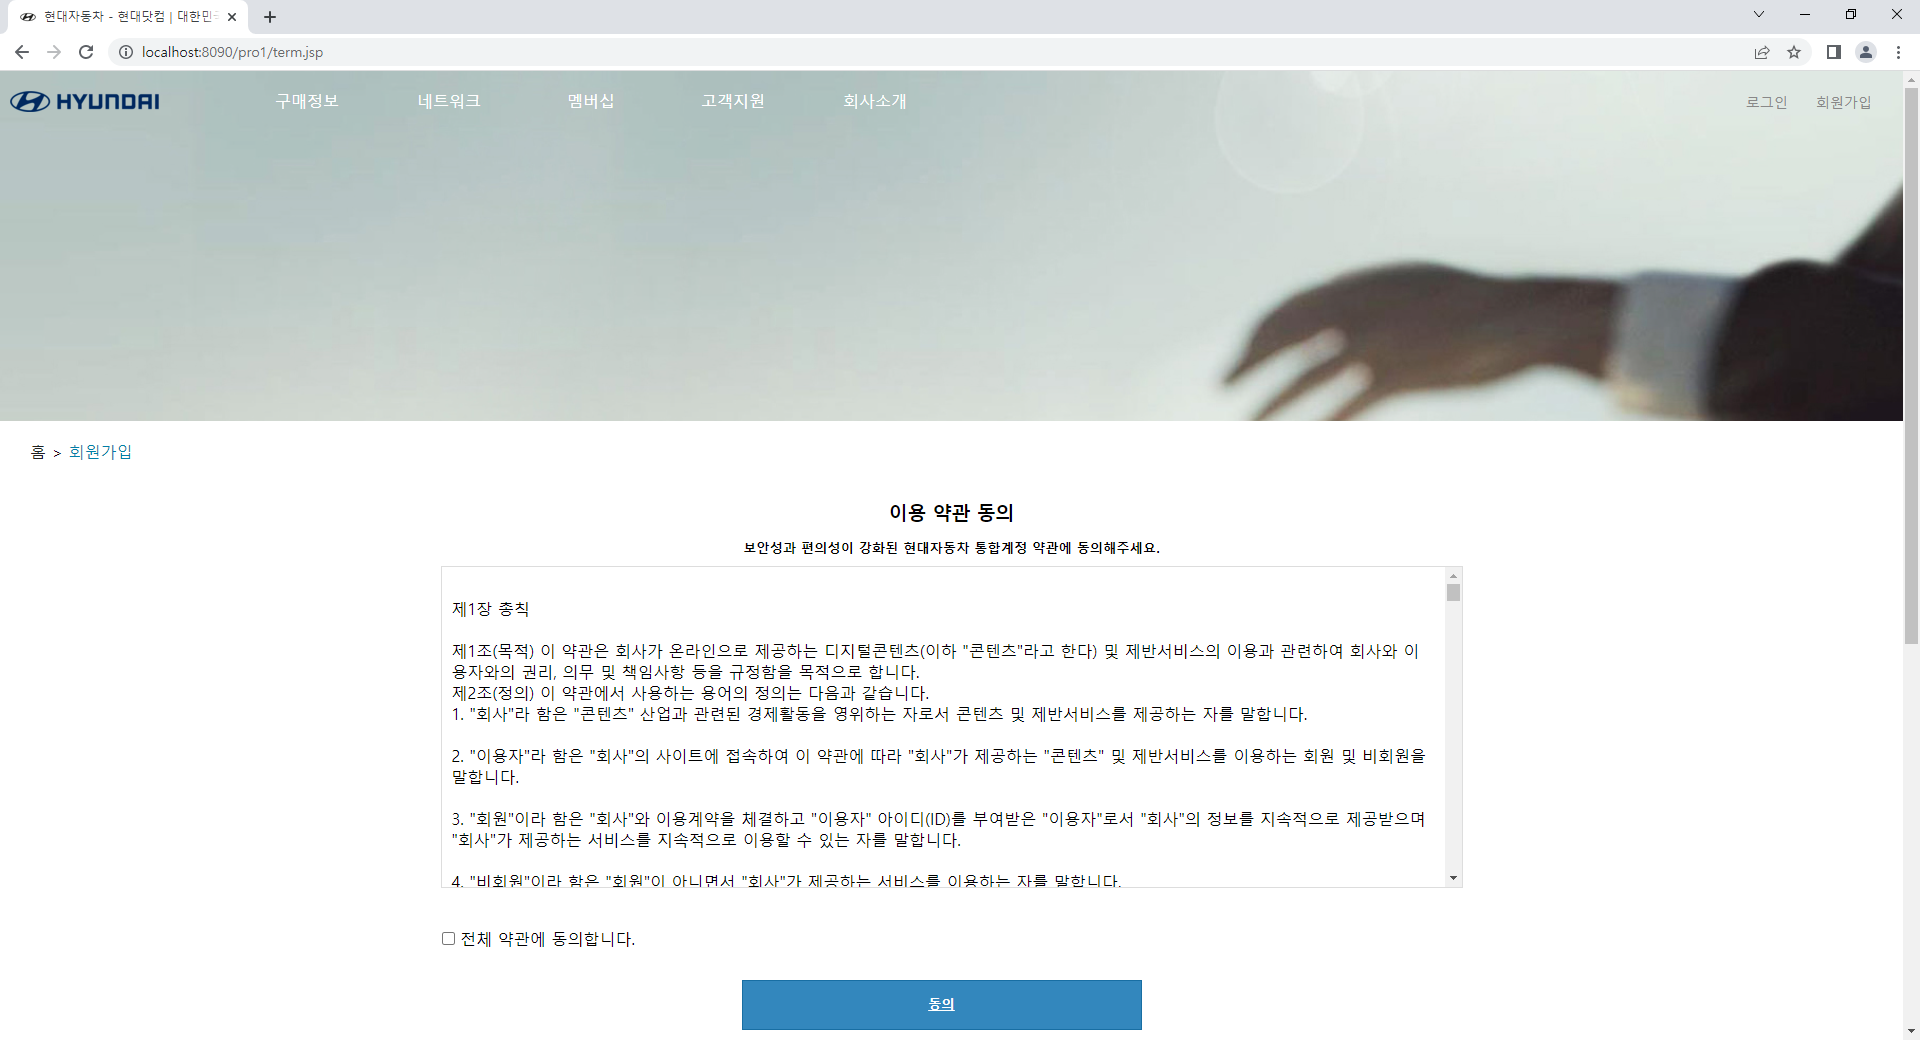 현대자동차 - 현대닷컴 | 대한민
localhost:8090/pro1/term.jsp
HYUNDAI 구매정보 네트워크 멤버십 고객지원 회사소개 로그인 회원가입
홈 > 회원가입
이용 약관 동의
보안성과 편의성이 강화된 현대자동차 통합계정 약관에 동의해주세요.
제1장 총칙
제1조(목적) 이 약관은 회사가 온라인으로 제공하는 디지털콘텐츠(이하 "콘텐츠"라고 한다) 및 제반서비스의 이용과 관련하여 회사와 이
용자와의 권리, 의무 및 책임사항 등을 규정함을 목적으로 합니다.
제2조(정의) 이 약관에서 사용하는 용어의 정의는 다음과 같습니다.
1. "회사"라 함은 "콘텐츠" 산업과 관련된 경제활동을 영위하는 자로서 콘텐츠 및 제반서비스를 제공하는 자를 말합니다.
2. "이용자"라 함은 "회사"의 사이트에 접속하여 이 약관에 따라 "회사"가 제공하는 "콘텐츠" 및 제반서비스를 이용하는 회원 및 비회원을
말합니다.
3. "회원"이라 함은 "회사"와 이용계약을 체결하고 "이용자" 아이디(ID)를 부여받은 "이용자"로서 "회사"의 정보를 지속적으로 제공받으며
"회사"가 제공하는 서비스를 지속적으로 이용할 수 있는 자를 말합니다.
4. "비회원"이라 함은 "회원"이 아니면서 "회사"가 제공하는 서비스를 이용하는 자를 말합니다.
전체 약관에 동의합니다.
동의